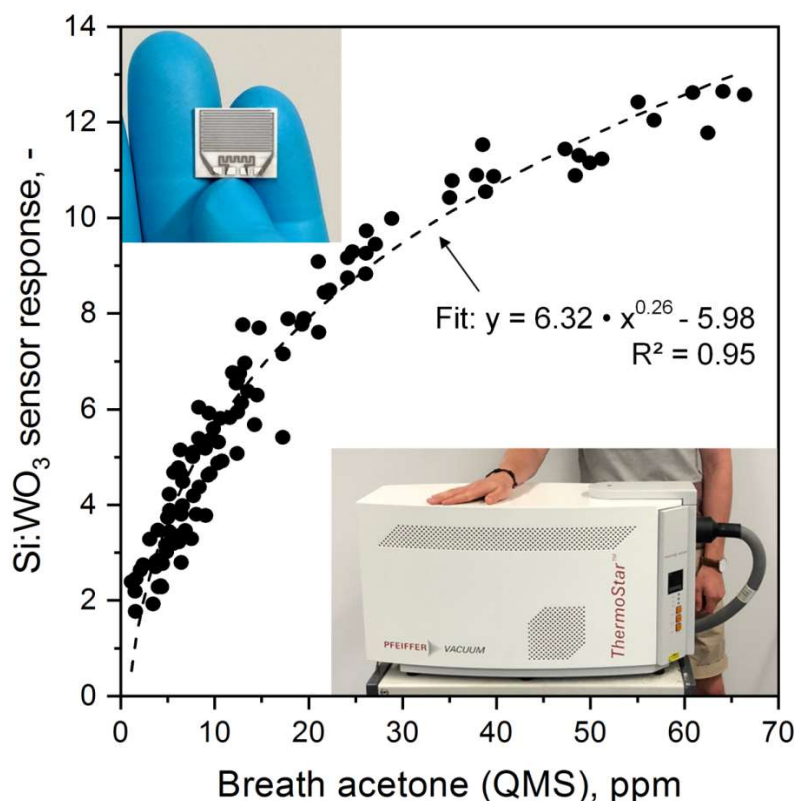 14
12
10
8
6
4
2
0
Si:WO₃ sensor response, -
Fit: y = 6.32 • x^0.26 - 5.98
R² = 0.95
PFEIFFER VACUUM
ThermoStar™
0 10 20 30 40 50 60 70
Breath acetone (QMS), ppm